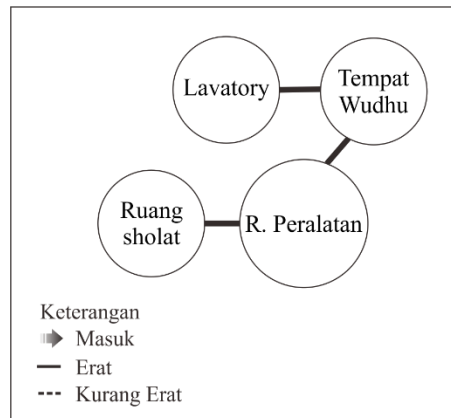 Lavatory
Tempat
Wudhu
Ruang
sholat
R. Peralatan
Keterangan
Masuk
Erat
Kurang Erat